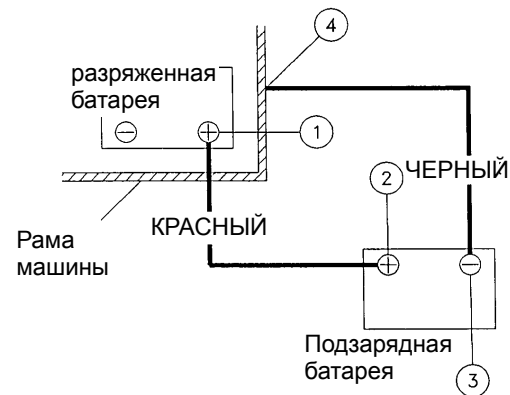 4
разряженная
батарея
1
2
ЧЕРНЫЙ
КРАСНЫЙ
Рама
машины
Подзарядная
батарея
3